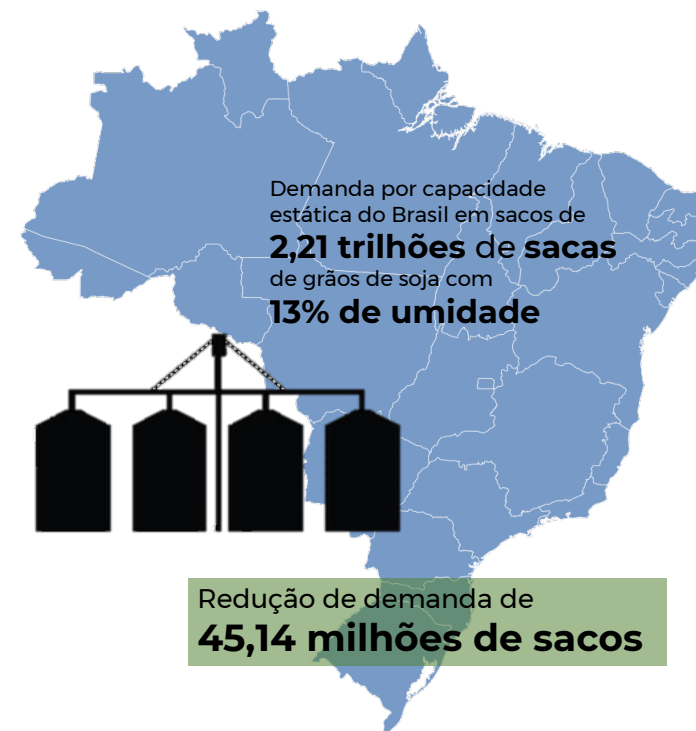 Demanda por capacidade
estática do Brasil em sacos de
2,21 trilhões de sacas
de grãos de soja com
13% de umidade
Redução de demanda de
45,14 milhões de sacos